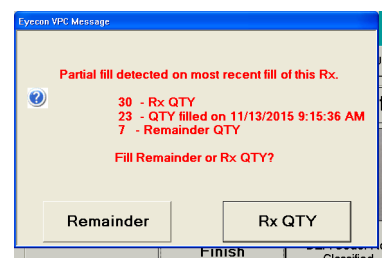 Eyecon VPC Message
Partial fill detected on most recent fill of this Rx.
30 - Rx QTY
23 - QTY filled on 11/13/2015 9:15:36 AM
7 - Remainder QTY
Fill Remainder or Rx QTY?
Remainder
Rx QTY
Finish